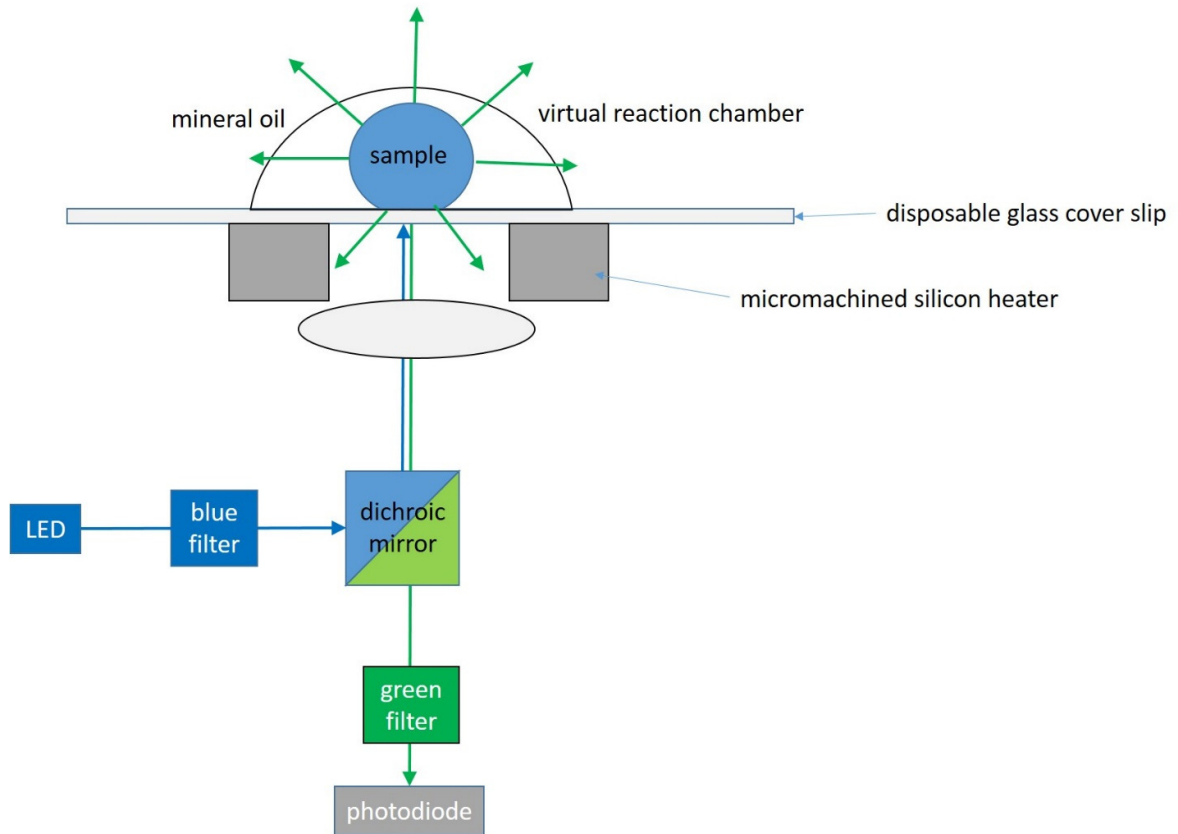 mineral oil
virtual reaction chamber
sample
disposable glass cover slip
micromachined silicon heater
LED
blue
filter
dichroic
mirror
green
filter
photodiode